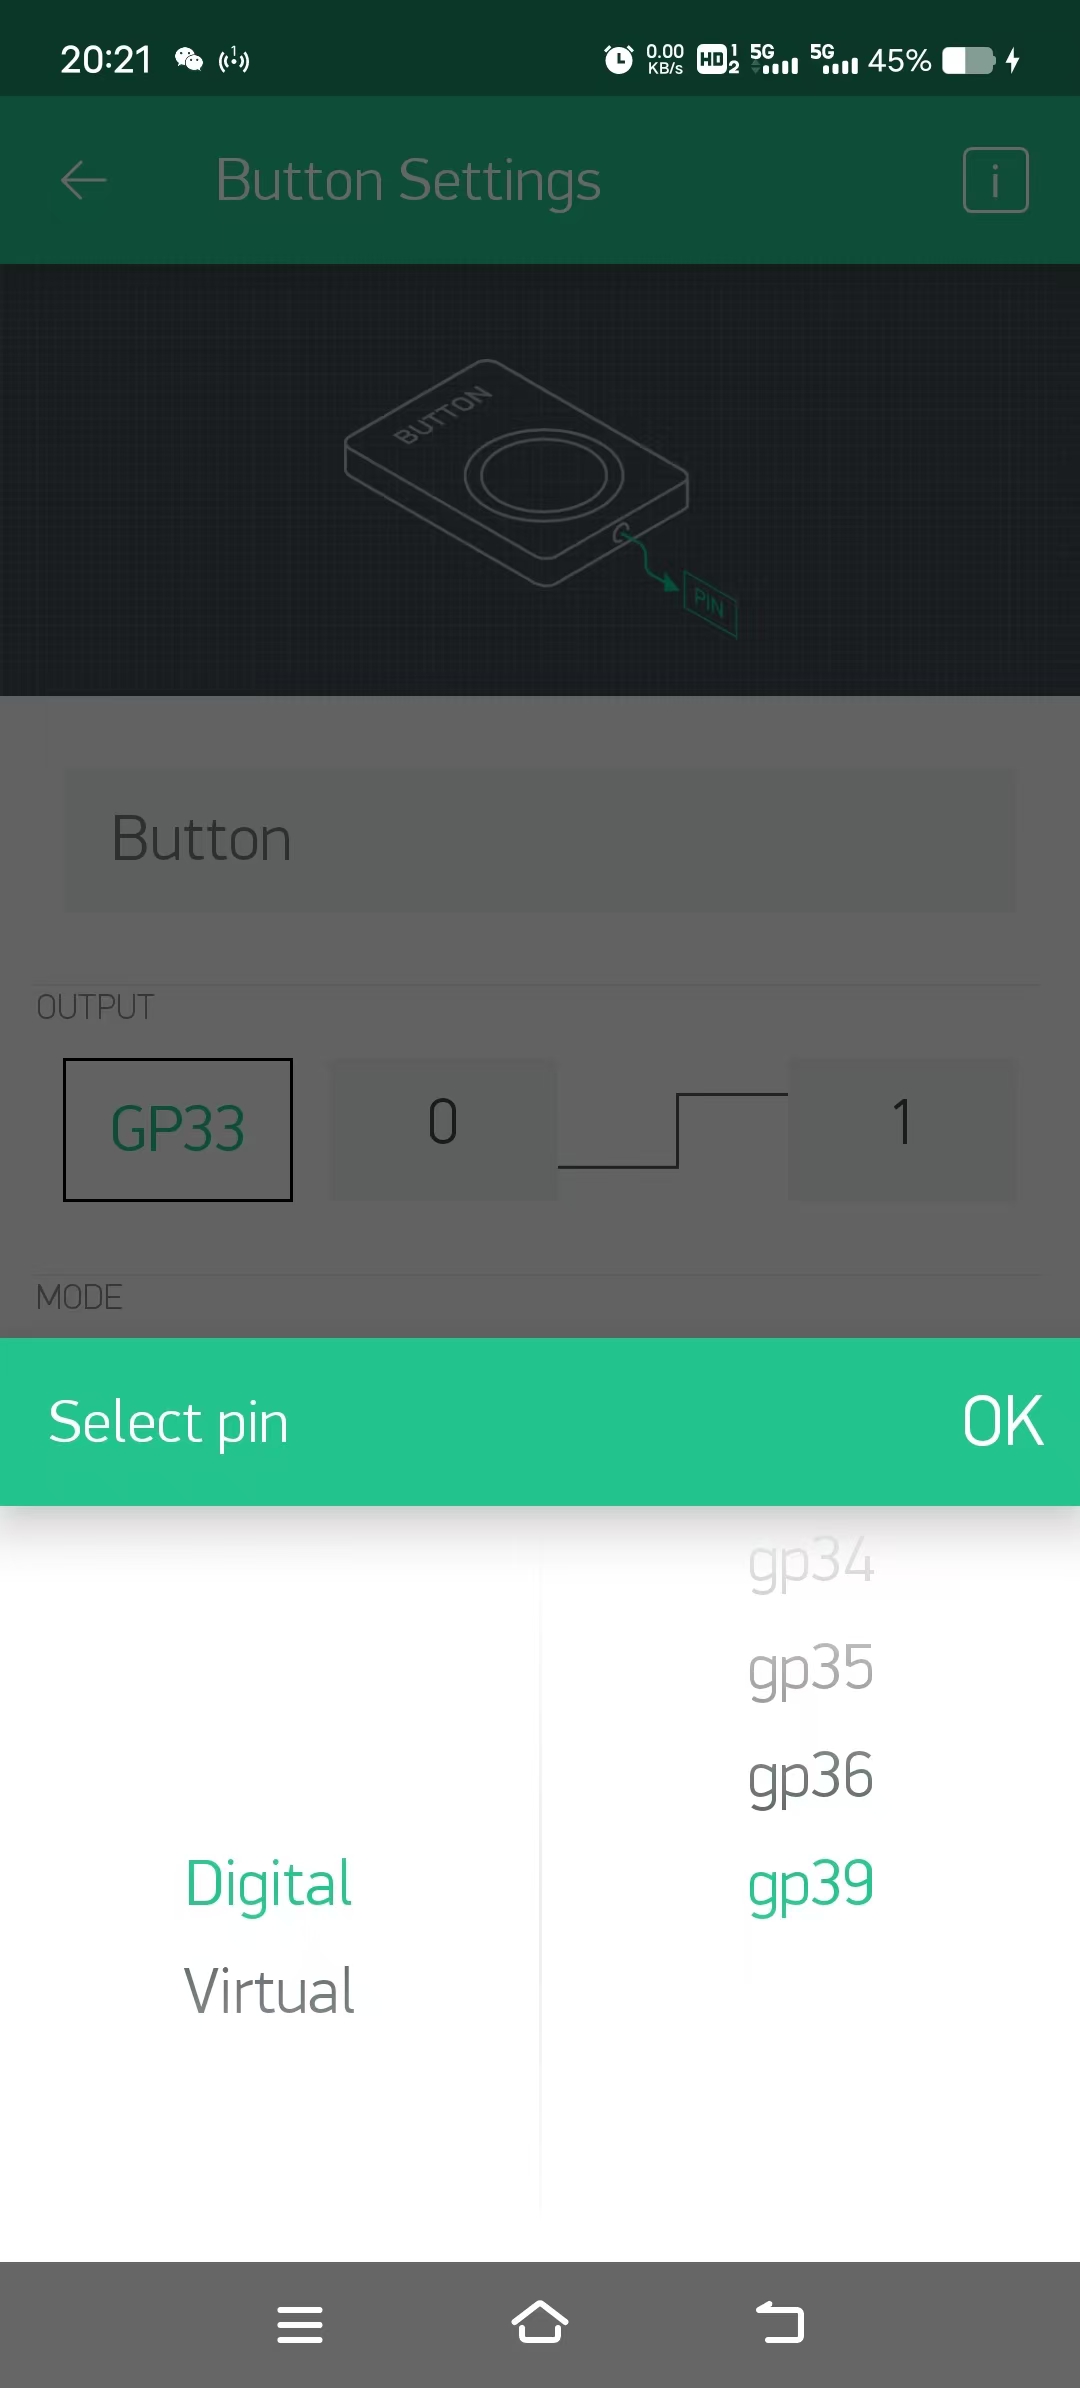 20:21 1 0.00 KB/s HD 1 2 5G 5G 45%
Button Settings
i
BUTTON
PIN
Button
OUTPUT
GP33 0 1
MODE
Select pin OK
gp34
gp35
gp36
Digital gp39
Virtual